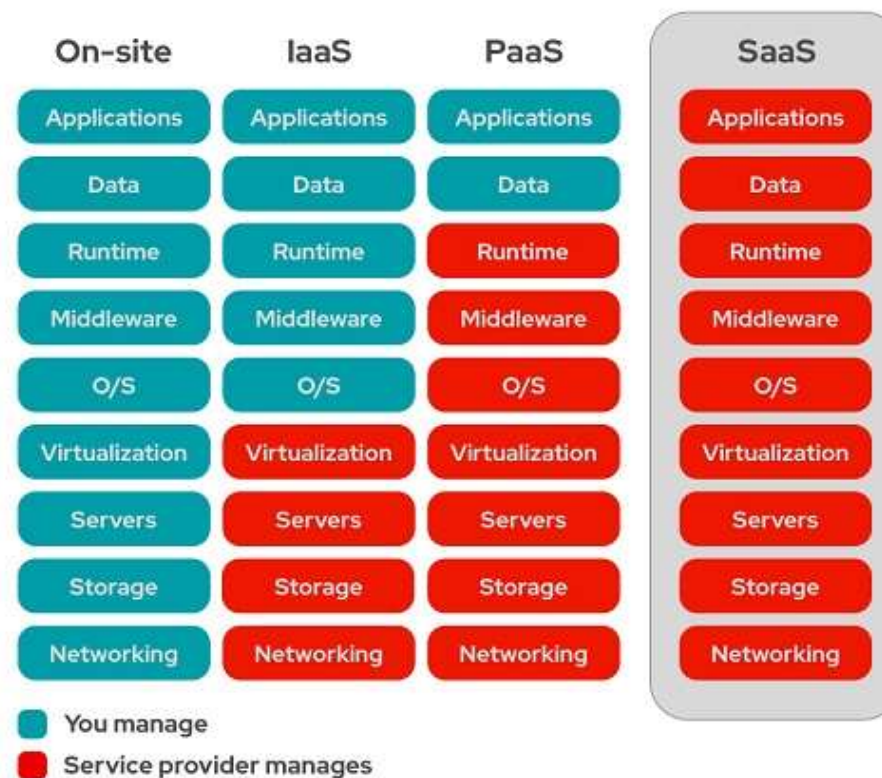 On-site IaaS PaaS SaaS
Applications Applications Applications Applications
Data Data Data Data
Runtime Runtime Runtime Runtime
Middleware Middleware Middleware Middleware
O/S O/S O/S O/S
Virtualization Virtualization Virtualization Virtualization
Servers Servers Servers Servers
Storage Storage Storage Storage
Networking Networking Networking Networking
You manage
Service provider manages